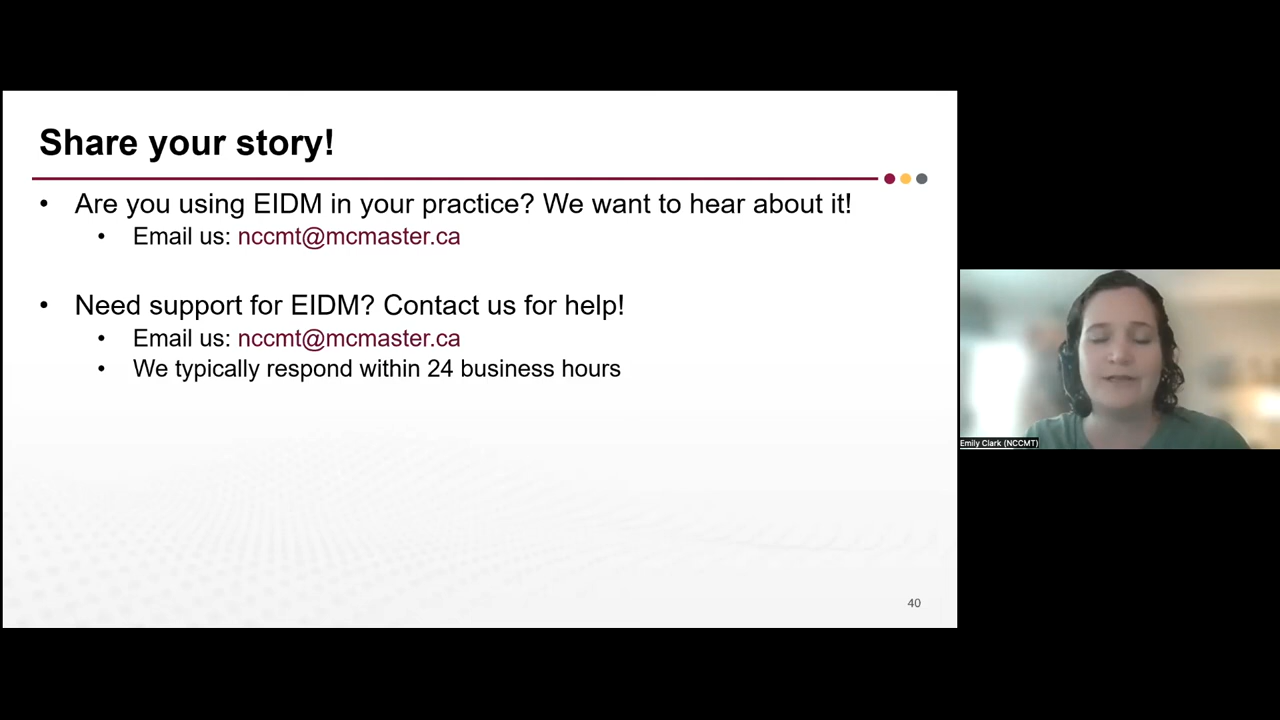 Share your story!
• Are you using EIDM in your practice? We want to hear about it!
• Email us: nccmt@mcmaster.ca
• Need support for EIDM? Contact us for help!
• Email us: nccmt@mcmaster.ca
• We typically respond within 24 business hours
40
Emily Clark (NCCMT)